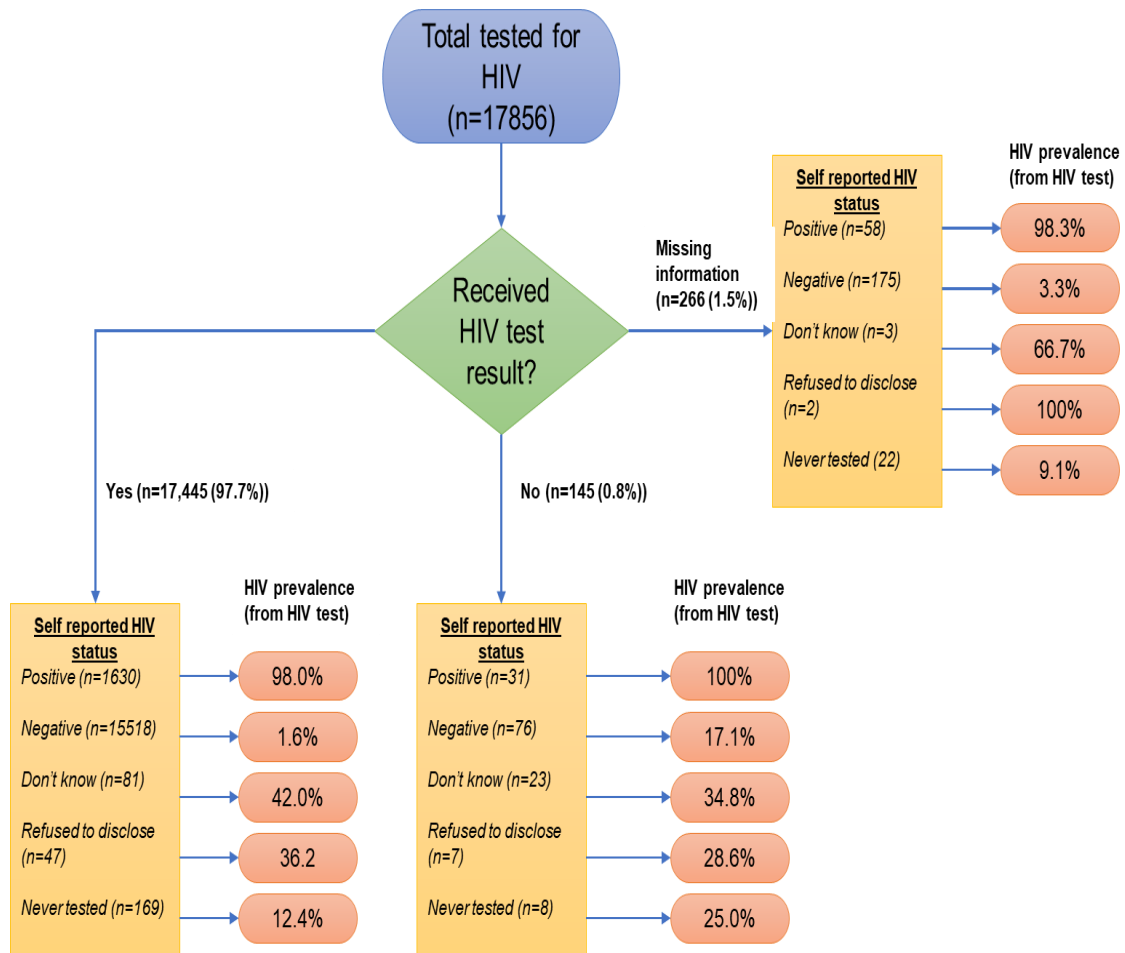 Total tested for
HIV
(n=17856)
Received
HIV test
result?
Missing
information
(n=266 (1.5%))
Self reported HIV
status
Positive (n=58)
Negative (n=175)
Don't know (n=3)
Refused to disclose
(n=2)
Never tested (22)
HIV prevalence
(from HIV test)
98.3%
3.3%
66.7%
100%
9.1%
Yes (n=17,445 (97.7%))
No (n=145 (0.8%))
Self reported HIV
status
Positive (n=1630)
Negative (n=15518)
Don't know (n=81)
Refused to disclose
(n=47)
Never tested (n=169)
HIV prevalence
(from HIV test)
98.0%
1.6%
42.0%
36.2
12.4%
Self reported HIV
status
Positive (n=31)
Negative (n=76)
Don't know (n=23)
Refused to disclose
(n=7)
Never tested (n=8)
HIV prevalence
(from HIV test)
100%
17.1%
34.8%
28.6%
25.0%